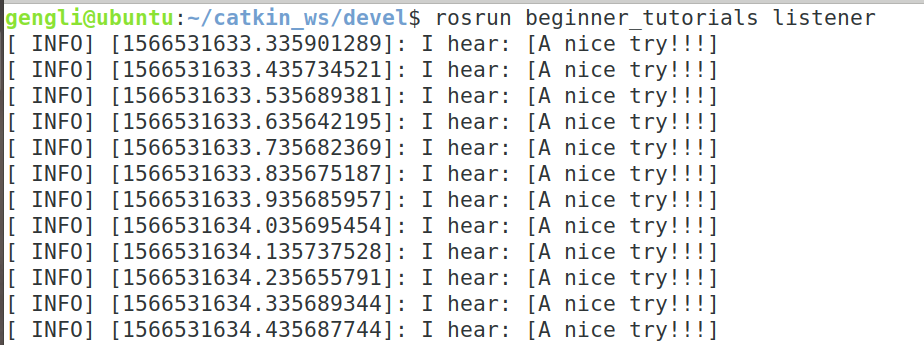 gengli@ubuntu:~/catkin_ws/devel$ rosrun beginner_tutorials listener
[ INFO] [1566531633.335901289]: I hear: [A nice try!!!]
[ INFO] [1566531633.435734521]: I hear: [A nice try!!!]
[ INFO] [1566531633.535689381]: I hear: [A nice try!!!]
[ INFO] [1566531633.635642195]: I hear: [A nice try!!!]
[ INFO] [1566531633.735682369]: I hear: [A nice try!!!]
[ INFO] [1566531633.835675187]: I hear: [A nice try!!!]
[ INFO] [1566531633.935685957]: I hear: [A nice try!!!]
[ INFO] [1566531634.035695454]: I hear: [A nice try!!!]
[ INFO] [1566531634.135737528]: I hear: [A nice try!!!]
[ INFO] [1566531634.235655791]: I hear: [A nice try!!!]
[ INFO] [1566531634.335689344]: I hear: [A nice try!!!]
[ INFO] [1566531634.435687744]: I hear: [A nice try!!!]